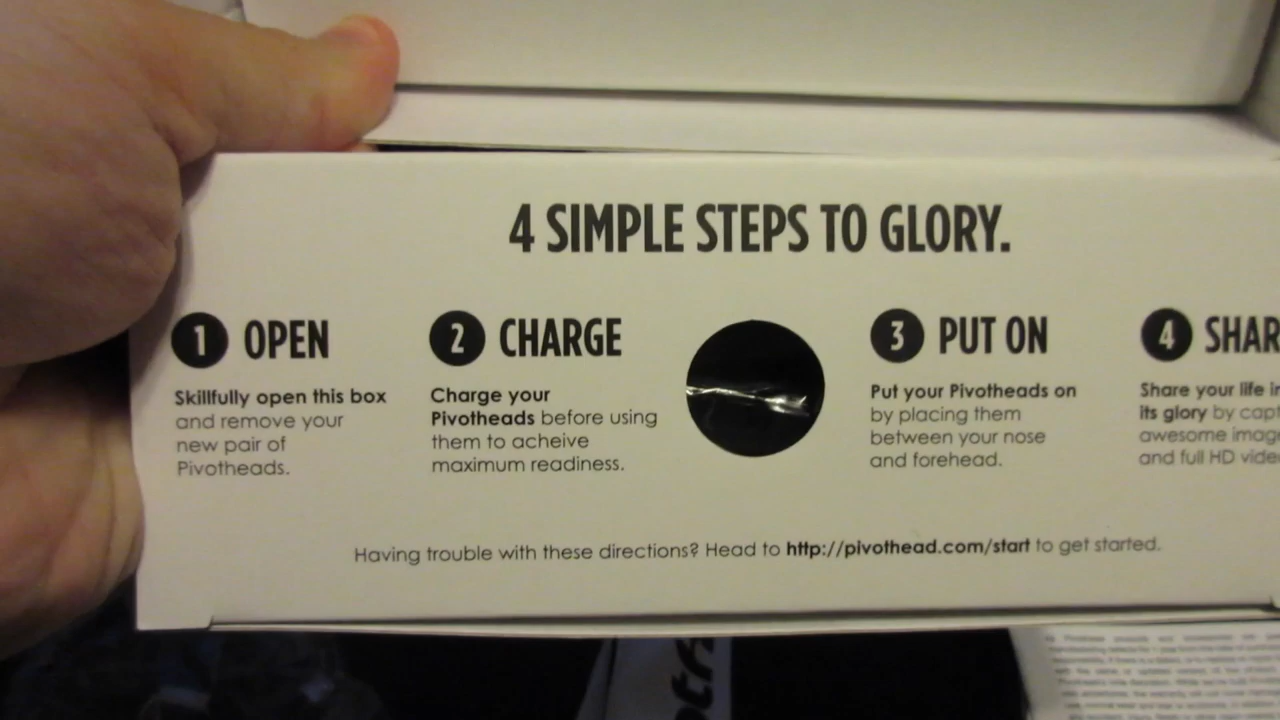 4 SIMPLE STEPS TO GLORY.
1 OPEN
Skillfully open this box
and remove your
new pair of
Pivotheads.
2 CHARGE
Charge your
Pivotheads before using
them to acheive
maximum readiness.
3 PUT ON
Put your Pivotheads on
by placing them
between your nose
and forehead.
4 SHAR
Share your life i
its glory by capt
awesome image
and full HD vide
Having trouble with these directions? Head to http://pivothead.com/start to get started.